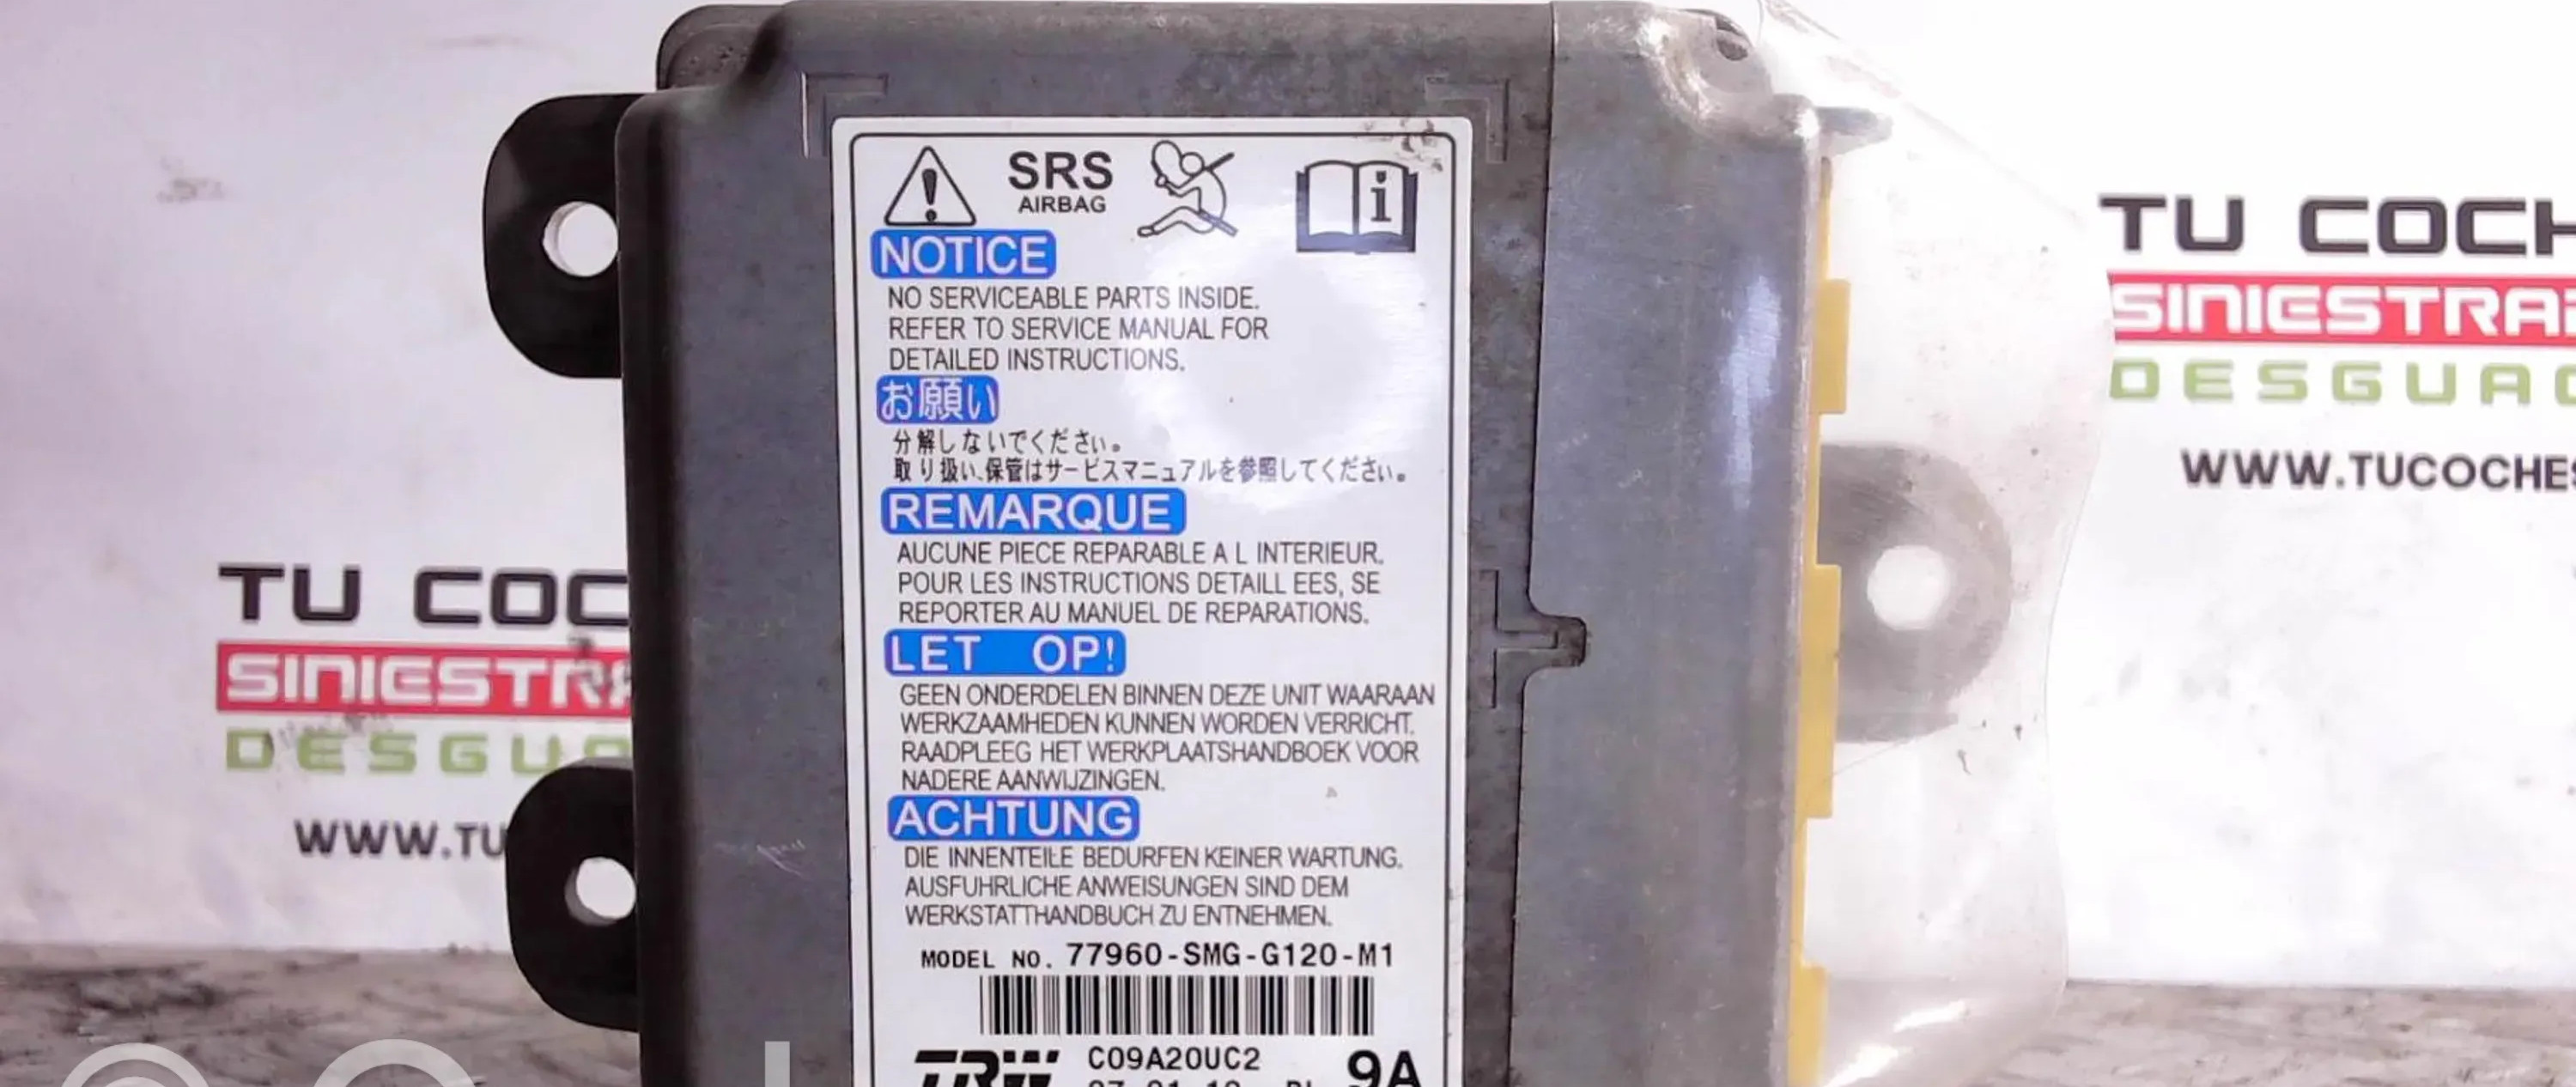 SRS
AIRBAG
NOTICE
NO SERVICEABLE PARTS INSIDE.
REFER TO SERVICE MANUAL FOR
DETAILED INSTRUCTIONS.
お願い
分解しないでください。
取り扱い、保管はサービスマニュアルを参照してください。
REMARQUE
AUCUNE PIECE REPARABLE A L INTERIEUR.
POUR LES INSTRUCTIONS DETAILL EES, SE
REPORTER AU MANUEL DE REPARATIONS.
LET OP!
GEEN ONDERDELEN BINNEN DEZE UNIT WAARAAN
WERKZAAMHEDEN KUNNEN WORDEN VERRICHT.
RAADPLEEG HET WERKPLAATSHANDBOEK VOOR
NADERE AANWIJZINGEN.
ACHTUNG
DIE INNENTEILE BEDURFEN KEINER WARTUNG.
AUSFUHRLICHE ANWEISUNGEN SIND DEM
WERKSTATTHANDBUCH ZU ENTNEHMEN.
MODEL NO. 77960-SMG-G120-M1
TRW C09A20UC2 9A
TU COCH
SINIESTRA
DESGUA
WWW.TUCOCHES
TU COC
SINIESTR
DESGU
WWW.TU